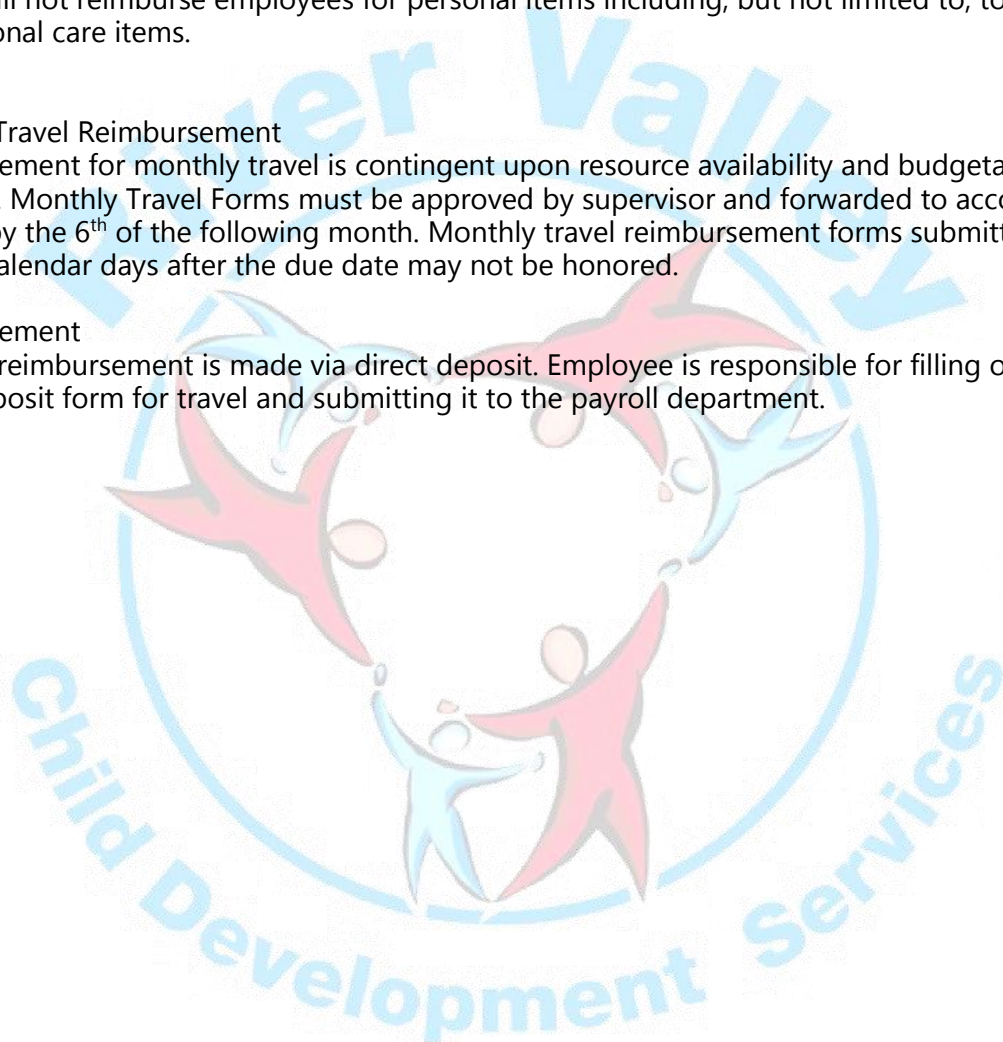 not reimburse employees for personal items including, but not limited to,
onal care items.
Travel Reimbursement
ement for monthly travel is contingent upon resource availability and budgeta
Monthly Travel Forms must be approved by supervisor and forwarded to acco
by the 6th of the following month. Monthly travel reimbursement forms submitt
alendar days after the due date may not be honored.
ement
reimbursement is made via direct deposit. Employee is responsible for filling o
posit form for travel and submitting it to the payroll department.
River Valley
Child Development Services